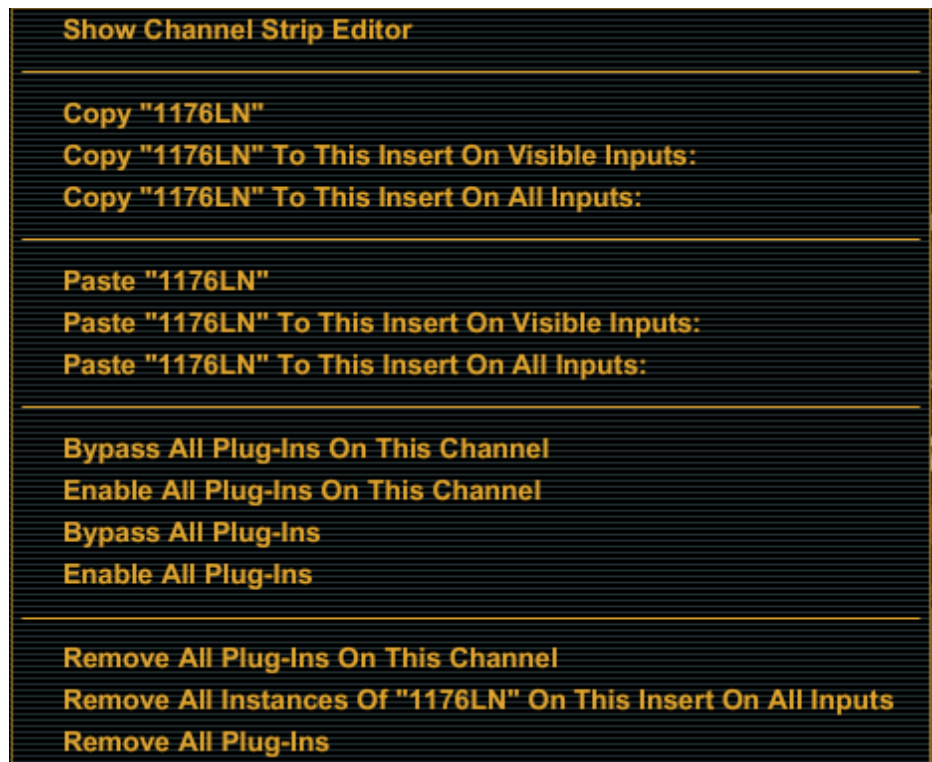 Show Channel Strip Editor
Copy "1176LN"
Copy "1176LN" To This Insert On Visible Inputs:
Copy "1176LN" To This Insert On All Inputs:
Paste "1176LN"
Paste "1176LN" To This Insert On Visible Inputs:
Paste "1176LN" To This Insert On All Inputs:
Bypass All Plug-Ins On This Channel
Enable All Plug-Ins On This Channel
Bypass All Plug-Ins
Enable All Plug-Ins
Remove All Plug-Ins On This Channel
Remove All Instances Of "1176LN" On This Insert On All Inputs
Remove All Plug-Ins